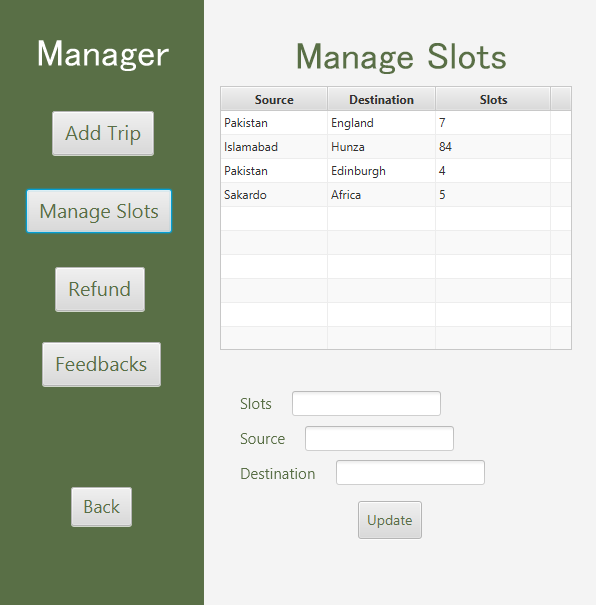 Manager
Add Trip
Manage Slots
Refund
Feedbacks
Back
Manage Slots
Source Destination Slots
Pakistan England 7
Islamabad Hunza 84
Pakistan Edinburgh 4
Sakardo Africa 5
Slots
Source
Destination
Update